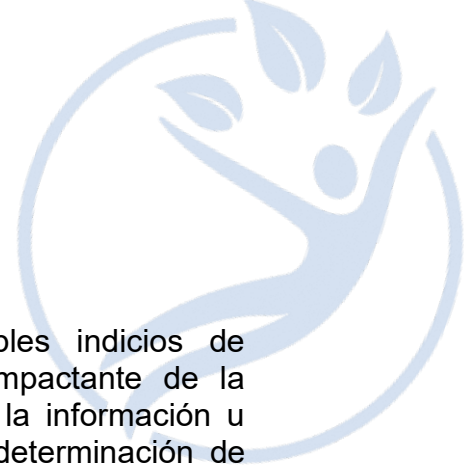 bles indicios de
mpactante de la
la información u
determinación de